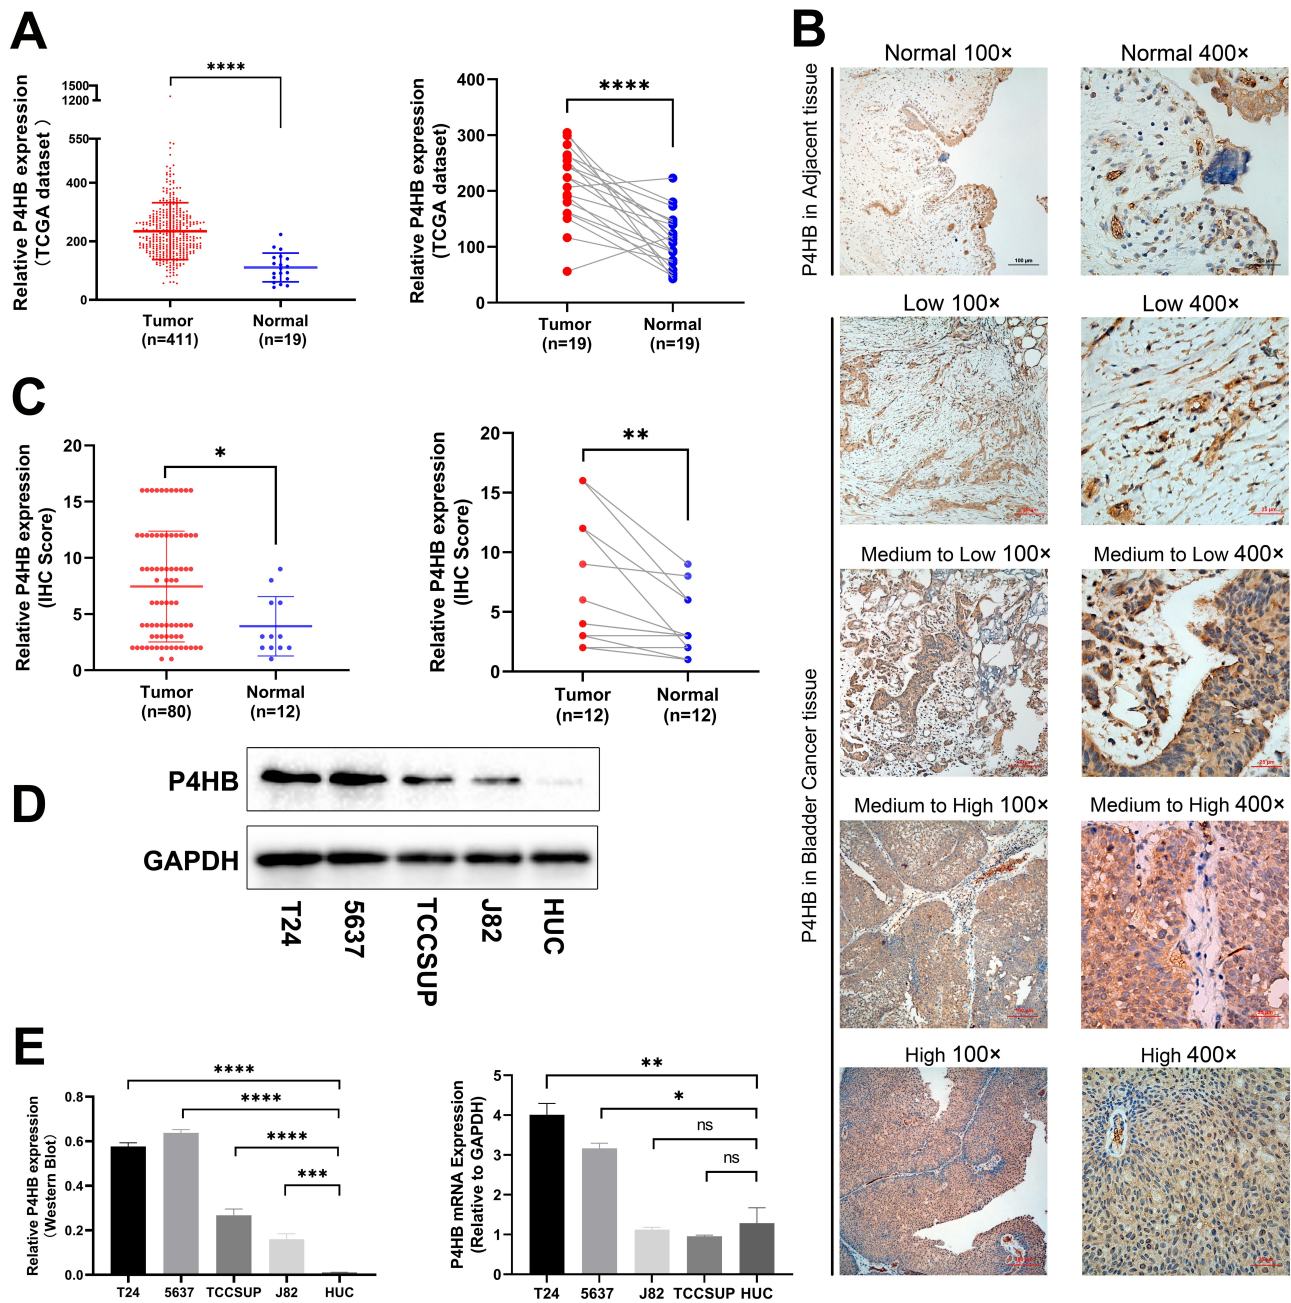 A
Relative P4HB expression
（TCGA dataset）
1500
1200
550
400
200
0
****
Tumor
(n=411)
Normal
(n=19)
Relative P4HB expression
(TCGA dataset)
400
300
200
100
0
****
Tumor
(n=19)
Normal
(n=19)
B
P4HB in Adjacent tissue
Normal 100×
100 μm
Normal 400×
P4HB in Bladder Cancer tissue
Low 100×
Low 400×
25 μm
Medium to Low 100×
Medium to Low 400×
25 μm
Medium to High 100×
Medium to High 400×
High 100×
High 400×
C
Relative P4HB expression
(IHC Score)
20
15
10
5
0
*
Tumor
(n=80)
Normal
(n=12)
Relative P4HB expression
(IHC Score)
20
15
10
5
0
**
Tumor
(n=12)
Normal
(n=12)
D
P4HB
GAPDH
T24
5637
TCCSUP
J82
HUC
E
Relative P4HB expression
（Western Blot）
0.8
0.6
0.4
0.2
0.0
****
****
****
***
T24 5637 TCCSUP J82 HUC
P4HB mRNA Expression
(Relative to GAPDH)
5
4
3
2
1
0
**
*
ns
ns
T24 5637 J82 TCCSUP HUC